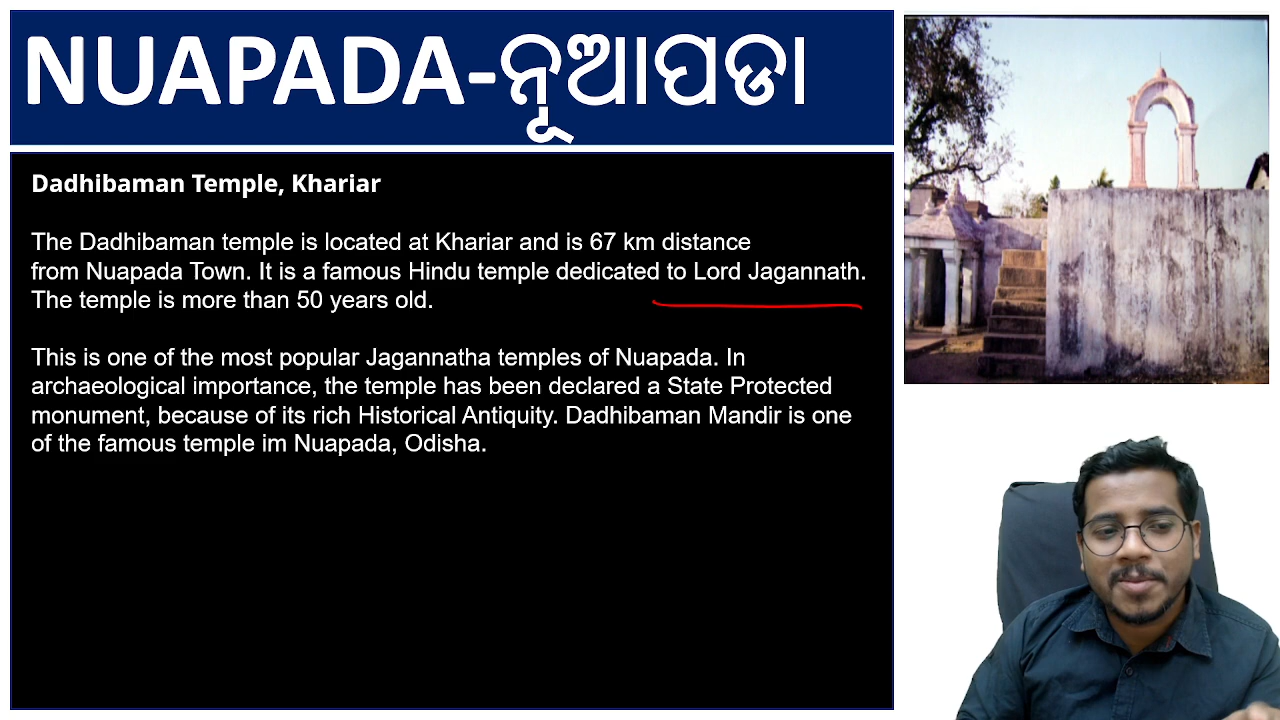 NUAPADA-ନୂଆପଡା
Dadhibaman Temple, Khariar
The Dadhibaman temple is located at Khariar and is 67 km distance
from Nuapada Town. It is a famous Hindu temple dedicated to Lord Jagannath.
The temple is more than 50 years old.
This is one of the most popular Jagannatha temples of Nuapada. In
archaeological importance, the temple has been declared a State Protected
monument, because of its rich Historical Antiquity. Dadhibaman Mandir is one
of the famous temple im Nuapada, Odisha.